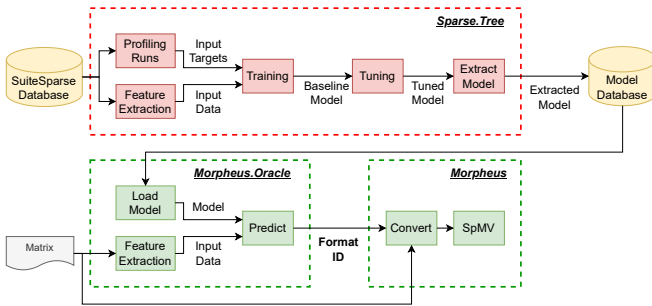 Sparse.Tree
SuiteSparse
Database
Profiling
Runs
Input
Targets
Feature
Extraction
Input
Data
Training
Baseline
Model
Tuning
Tuned
Model
Extract
Model
Extracted
Model
Model
Database
Morpheus.Oracle
Load
Model
Model
Matrix
Feature
Extraction
Input
Data
Predict
Format
ID
Morpheus
Convert
SpMV